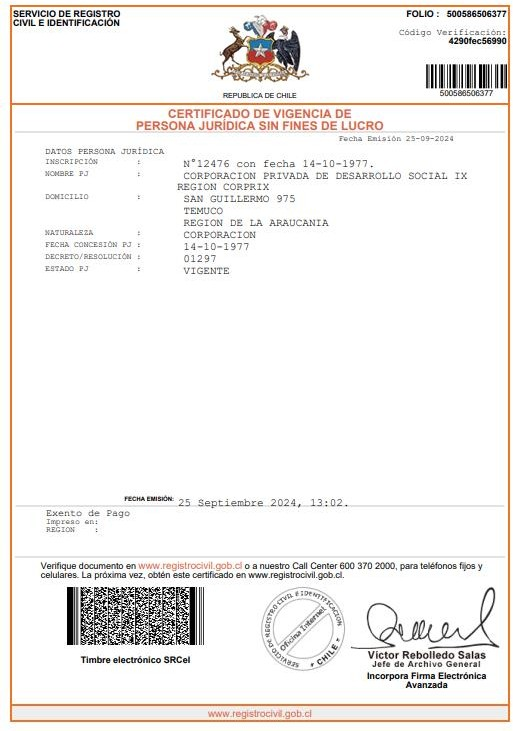 SERVICIO DE REGISTRO
CIVIL E IDENTIFICACIÓN
FOLIO : 500586506377
Código Verificación:
4290fec56990
500586506377
REPUBLICA DE CHILE
CERTIFICADO DE VIGENCIA DE
PERSONA JURÍDICA SIN FINES DE LUCRO
Fecha Emisión 25-09-2024
DATOS PERSONA JURÍDICA
INSCRIPCIÓN : N°12476 con fecha 14-10-1977.
NOMBRE PJ : CORPORACION PRIVADA DE DESARROLLO SOCIAL IX
REGION CORPRIX
DOMICILIO : SAN GUILLERMO 975
TEMUCO
REGION DE LA ARAUCANIA
NATURALEZA : CORPORACION
FECHA CONCESIÓN PJ : 14-10-1977
DECRETO/RESOLUCIÓN : 01297
ESTADO PJ : VIGENTE
FECHA EMISIÓN: 25 Septiembre 2024, 13:02.
Exento de Pago
Impreso en:
REGION :
Verifique documento en www.registrocivil.gob.cl o a nuestro Call Center 600 370 2000, para teléfonos fijos y
celulares. La próxima vez, obtén este certificado en www.registrocivil.gob.cl.
Timbre electrónico SRCeI
SERVICIO DE REGISTRO CIVIL E IDENTIFICACION
Oficina Internet
CHILE
Victor Rebolledo Salas
Jefe de Archivo General
Incorpora Firma Electrónica
Avanzada
www.registrocivil.gob.cl